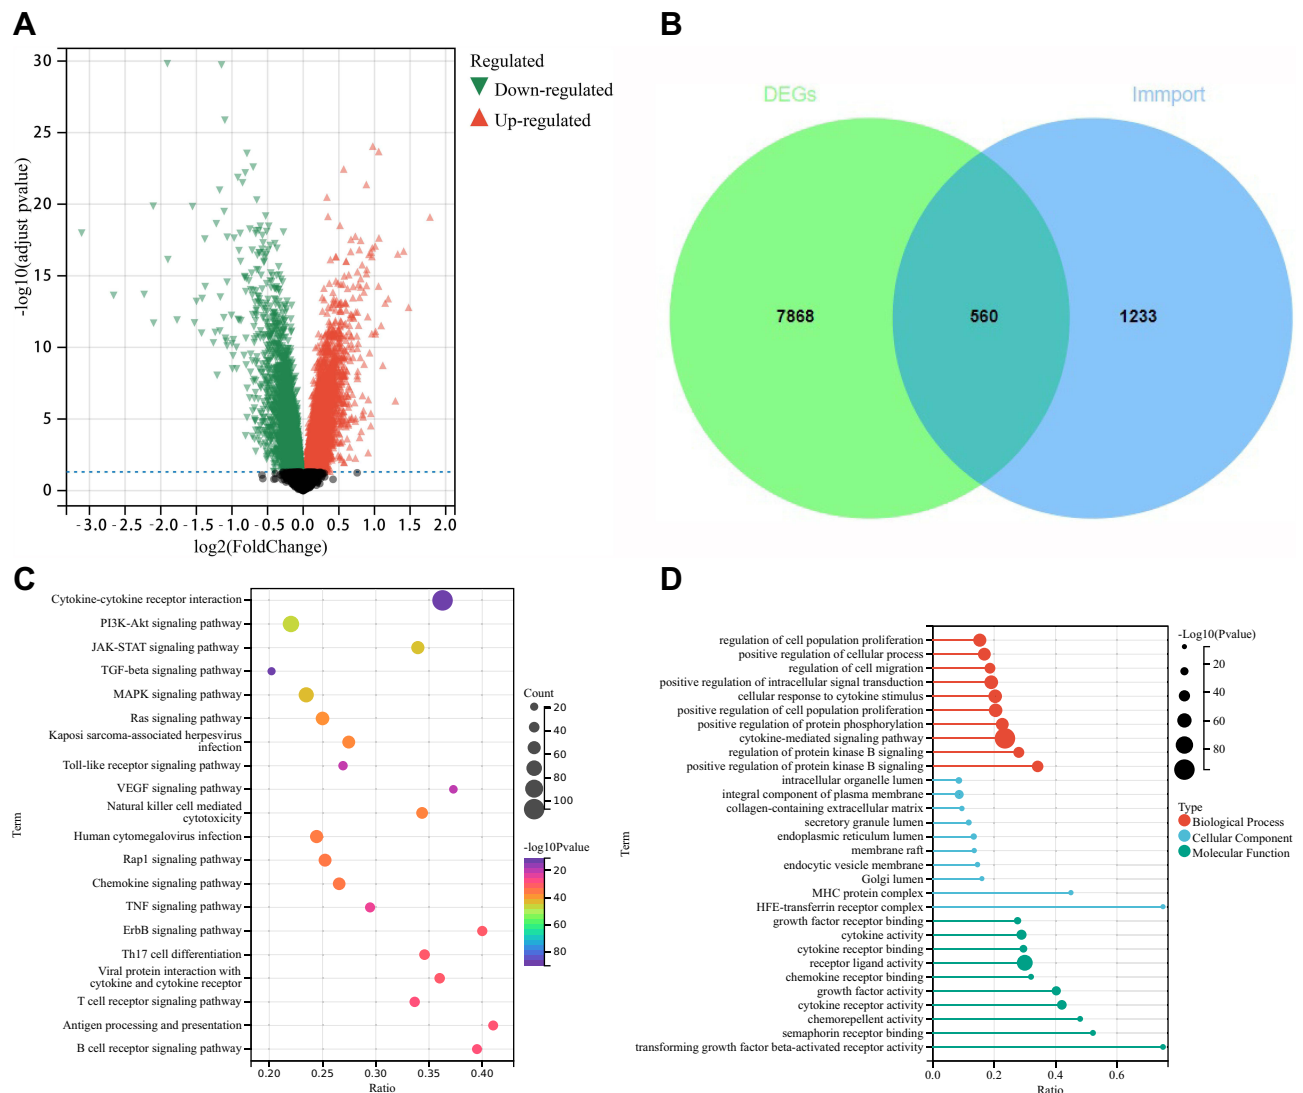 A
30
25
20
15
10
5
0
-log10(adjust pvalue)
-3.0 -2.5 -2.0 -1.5 -1.0 -0.5 0.0 0.5 1.0 1.5 2.0
log2(FoldChange)
Regulated
Down-regulated
Up-regulated
B
DEGs
Immport
7868
560
1233
C
Term
Cytokine-cytokine receptor interaction
PI3K-Akt signaling pathway
JAK-STAT signaling pathway
TGF-beta signaling pathway
MAPK signaling pathway
Ras signaling pathway
Kaposi sarcoma-associated herpesvirus
infection
Toll-like receptor signaling pathway
VEGF signaling pathway
Natural killer cell mediated
cytotoxicity
Human cytomegalovirus infection
Rap1 signaling pathway
Chemokine signaling pathway
TNF signaling pathway
ErbB signaling pathway
Th17 cell differentiation
Viral protein interaction with
cytokine and cytokine receptor
T cell receptor signaling pathway
Antigen processing and presentation
B cell receptor signaling pathway
0.20 0.25 0.30 0.35 0.40
Ratio
Count
20
40
60
80
100
-log10Pvalue
20
40
60
80
D
Term
regulation of cell population proliferation
positive regulation of cellular process
regulation of cell migration
positive regulation of intracellular signal transduction
cellular response to cytokine stimulus
positive regulation of cell population proliferation
positive regulation of protein phosphorylation
cytokine-mediated signaling pathway
regulation of protein kinase B signaling
positive regulation of protein kinase B signaling
intracellular organelle lumen
integral component of plasma membrane
collagen-containing extracellular matrix
secretory granule lumen
endoplasmic reticulum lumen
membrane raft
endocytic vesicle membrane
Golgi lumen
MHC protein complex
HFE-transferrin receptor complex
growth factor receptor binding
cytokine activity
cytokine receptor binding
receptor ligand activity
chemokine receptor binding
growth factor activity
cytokine receptor activity
chemorepellent activity
semaphorin receptor binding
transforming growth factor beta-activated receptor activity
0.0 0.2 0.4 0.6
Ratio
-Log10(Pvalue)
20
40
60
80
Type
Biological Process
Cellular Component
Molecular Function